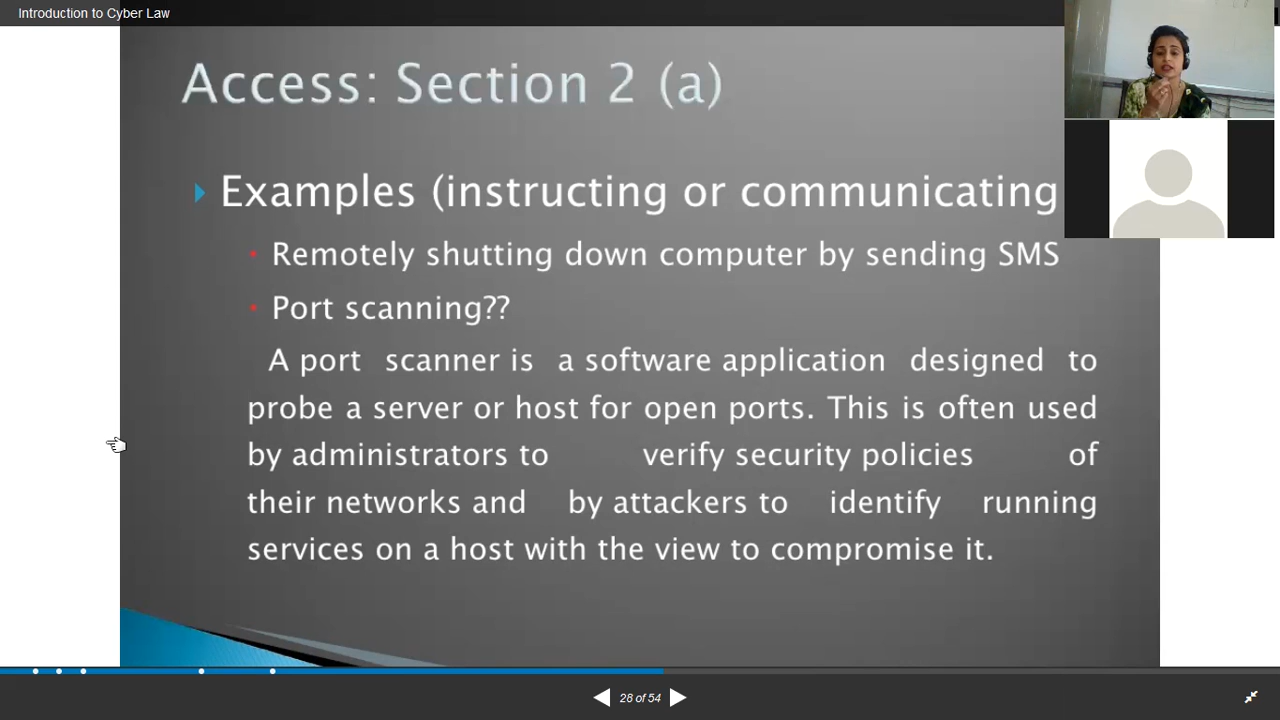 Introduction to Cyber Law
Access: Section 2 (a)
Examples (instructing or communicating
Remotely shutting down computer by sending SMS
Port scanning??
A port scanner is a software application designed to
probe a server or host for open ports. This is often used
by administrators to verify security policies of
their networks and by attackers to identify running
services on a host with the view to compromise it.
28 of 54